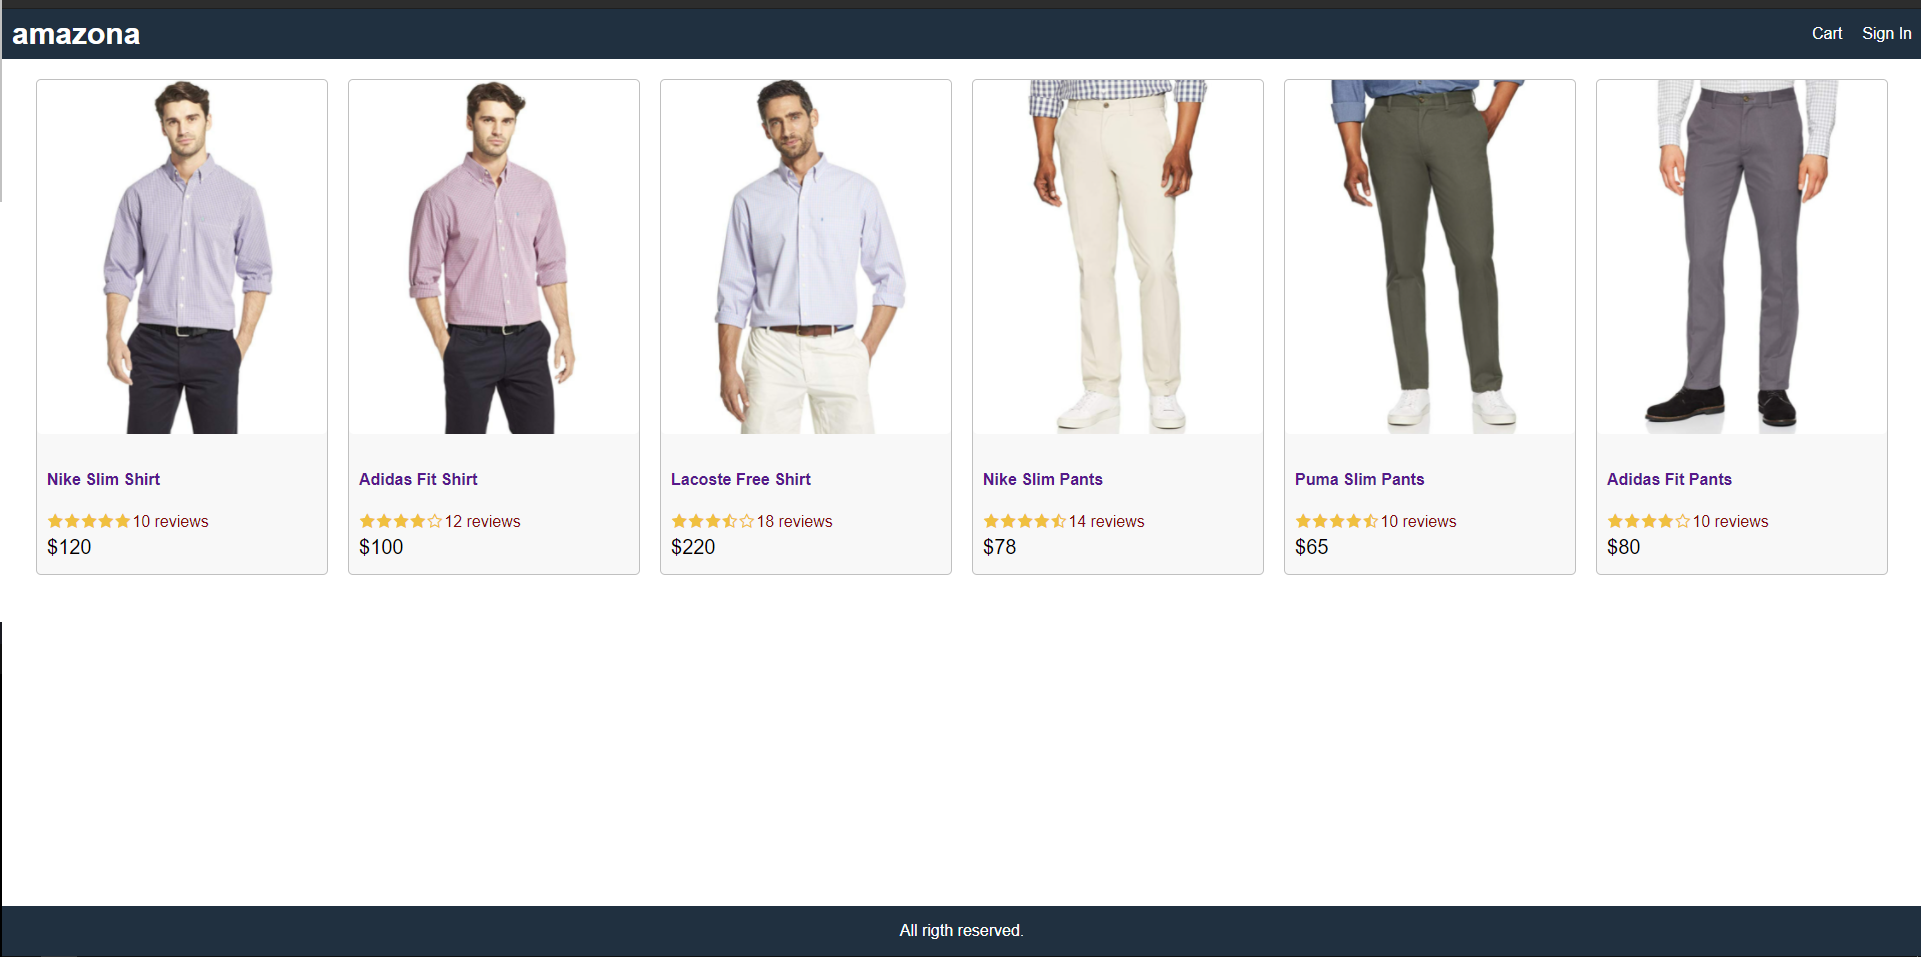 amazona
Cart Sign In
Nike Slim Shirt
10 reviews
$120
Adidas Fit Shirt
12 reviews
$100
Lacoste Free Shirt
18 reviews
$220
Nike Slim Pants
14 reviews
$78
Puma Slim Pants
10 reviews
$65
Adidas Fit Pants
10 reviews
$80
All rigth reserved.